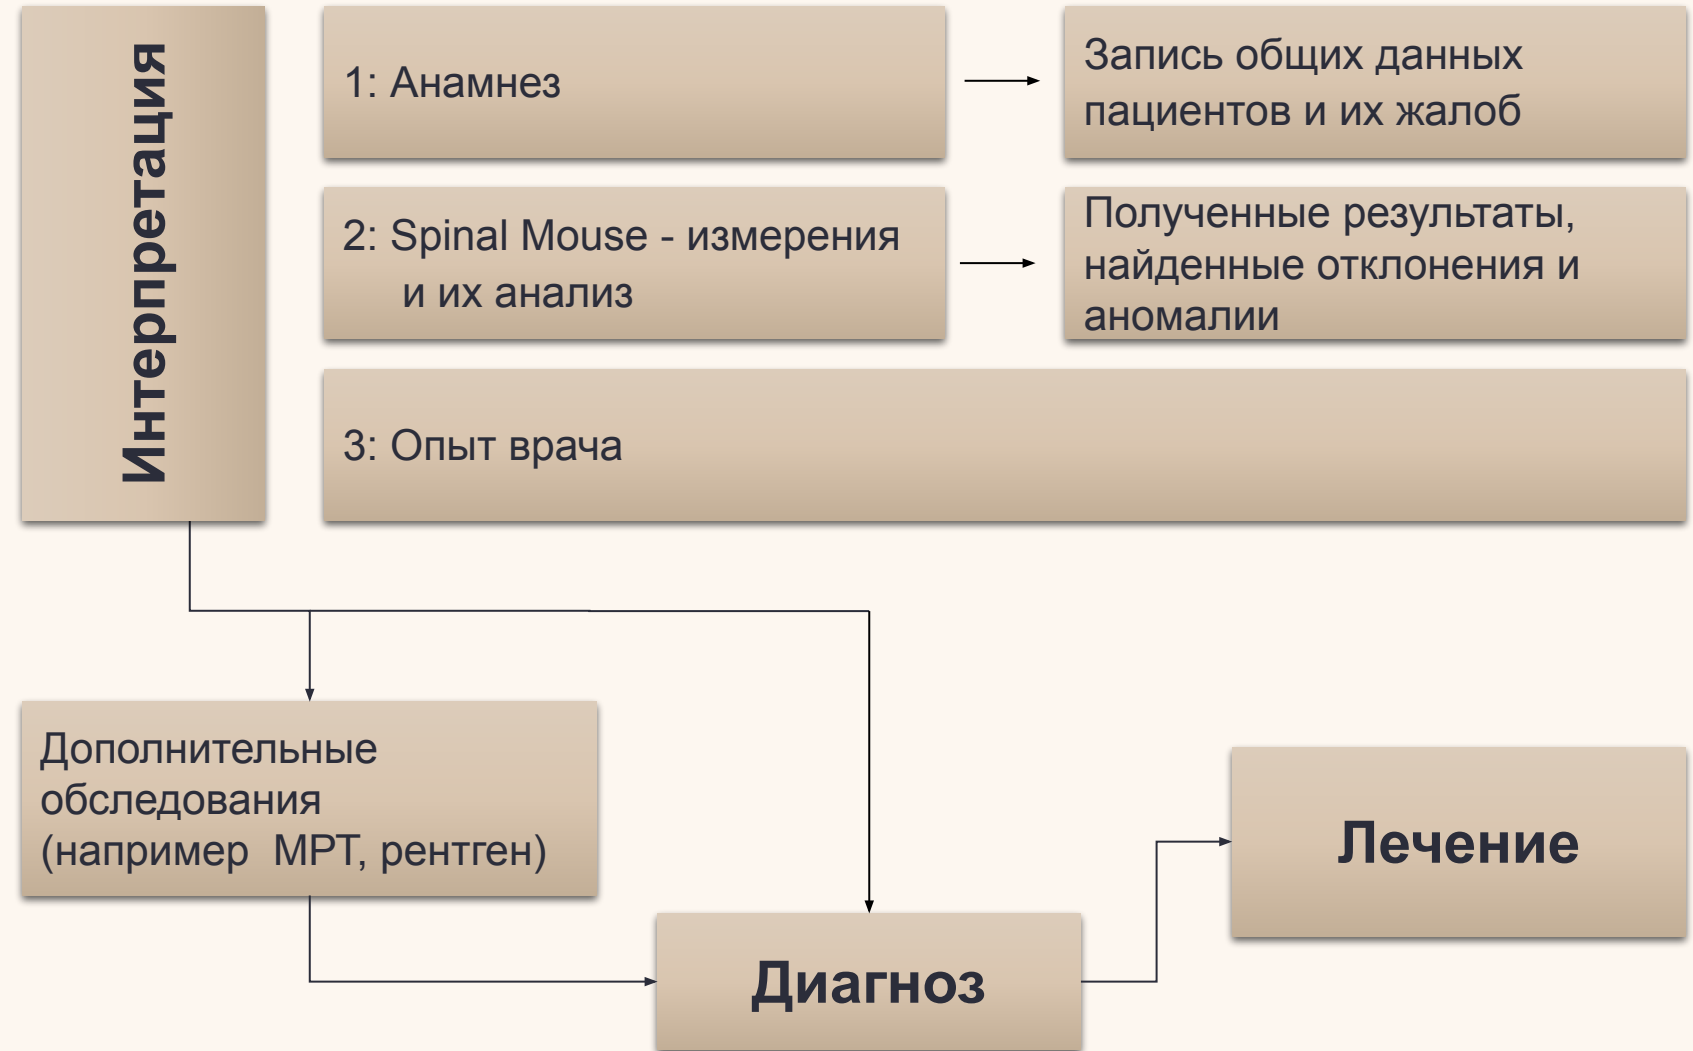 Интерпретация
1: Анамнез
Запись общих данных
пациентов и их жалоб
2: Spinal Mouse - измерения
и их анализ
Полученные результаты,
найденные отклонения и
аномалии
3: Опыт врача
Дополнительные
обследования
(например  МРТ, рентген)
Лечение
Диагноз